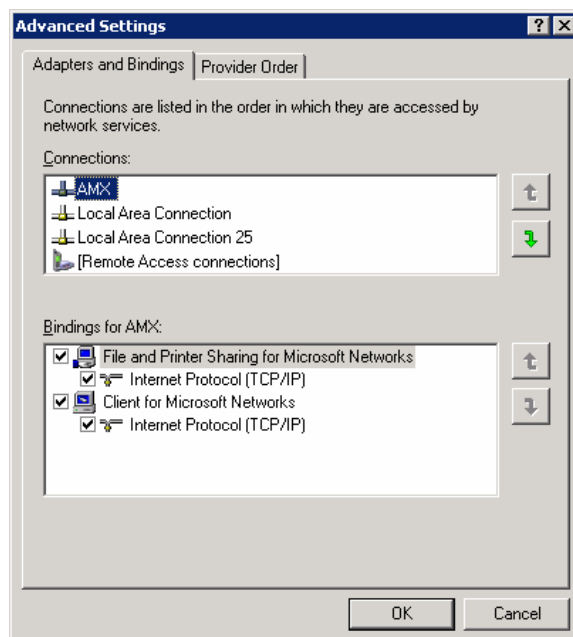 Advanced Settings
Adapters and Bindings
Provider Order
Connections are listed in the order in which they are accessed by
network services.
Connections:
AMX
Local Area Connection
Local Area Connection 25
[Remote Access connections]
Bindings for AMX:
File and Printer Sharing for Microsoft Networks
Internet Protocol (TCP/IP)
Client for Microsoft Networks
Internet Protocol (TCP/IP)
OK
Cancel